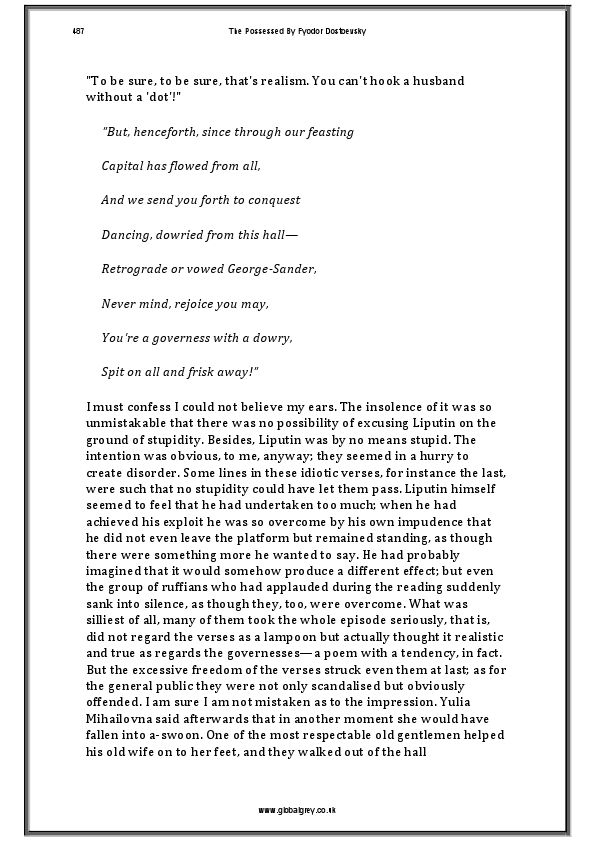 487
The Possessed By Fyodor Dostoevsky
"To be sure, to be sure, that's realism. You can't hook a husband
without a 'dot'!"
"But, henceforth, since through our feasting
Capital has flowed from all,
And we send you forth to conquest
Dancing, dowried from this hall—
Retrograde or vowed George-Sander,
Never mind, rejoice you may,
You're a governess with a dowry,
Spit on all and frisk away!"
I must confess I could not believe my ears. The insolence of it was so
unmistakable that there was no possibility of excusing Liputin on the
ground of stupidity. Besides, Liputin was by no means stupid. The
intention was obvious, to me, anyway; they seemed in a hurry to
create disorder. Some lines in these idiotic verses, for instance the last,
were such that no stupidity could have let them pass. Liputin himself
seemed to feel that he had undertaken too much; when he had
achieved his exploit he was so overcome by his own impudence that
he did not even leave the platform but remained standing, as though
there were something more he wanted to say. He had probably
imagined that it would somehow produce a different effect; but even
the group of ruffians who had applauded during the reading suddenly
sank into silence, as though they, too, were overcome. What was
silliest of all, many of them took the whole episode seriously, that is,
did not regard the verses as a lampoon but actually thought it realistic
and true as regards the governesses—a poem with a tendency, in fact.
But the excessive freedom of the verses struck even them at last; as for
the general public they were not only scandalised but obviously
offended. I am sure I am not mistaken as to the impression. Yulia
Mihailovna said afterwards that in another moment she would have
fallen into a-swoon. One of the most respectable old gentlemen helped
his old wife on to her feet, and they walked out of the hall
www.globalgrey.co.uk